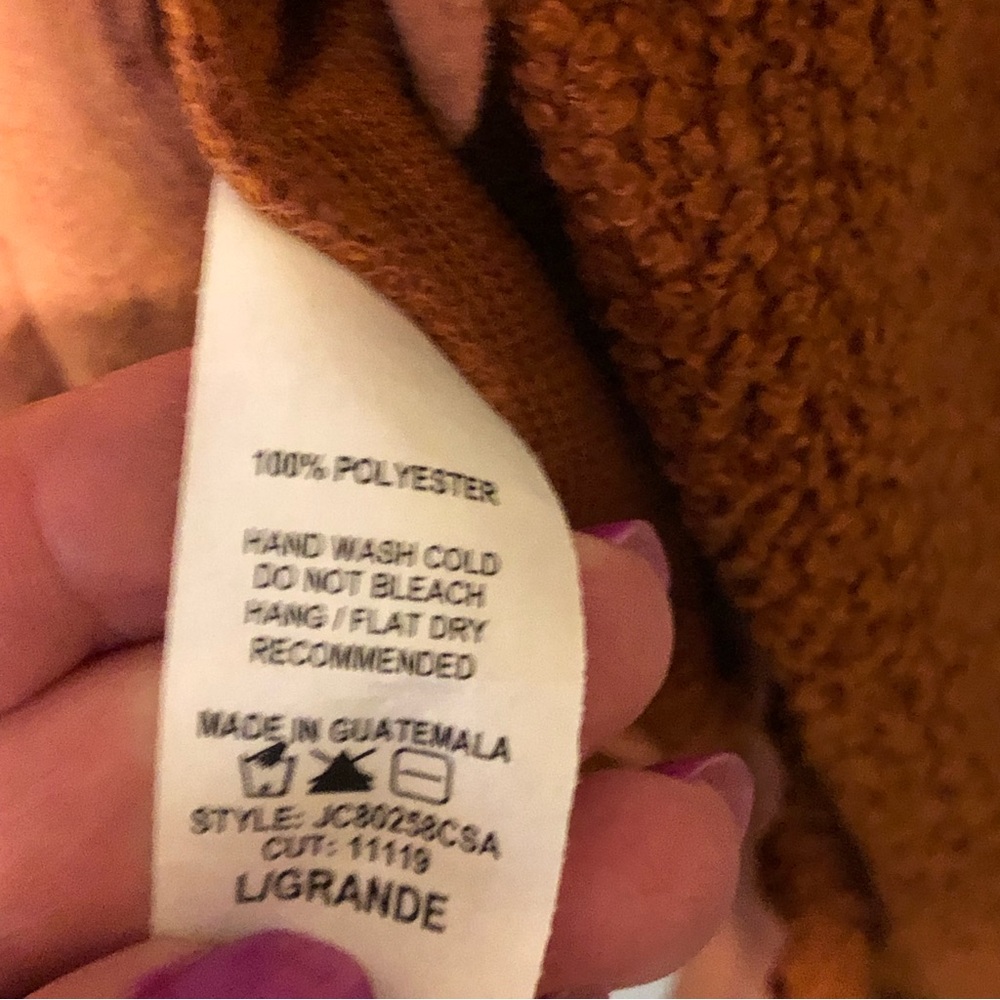 100% POLYESTER
HAND WASH COLD
DO NOT BLEACH
HANG / FLAT DRY
RECOMMENDED
MADE IN GUATEMALA
STYLE: JC80258CSA
CUT: 11119
L/GRANDE